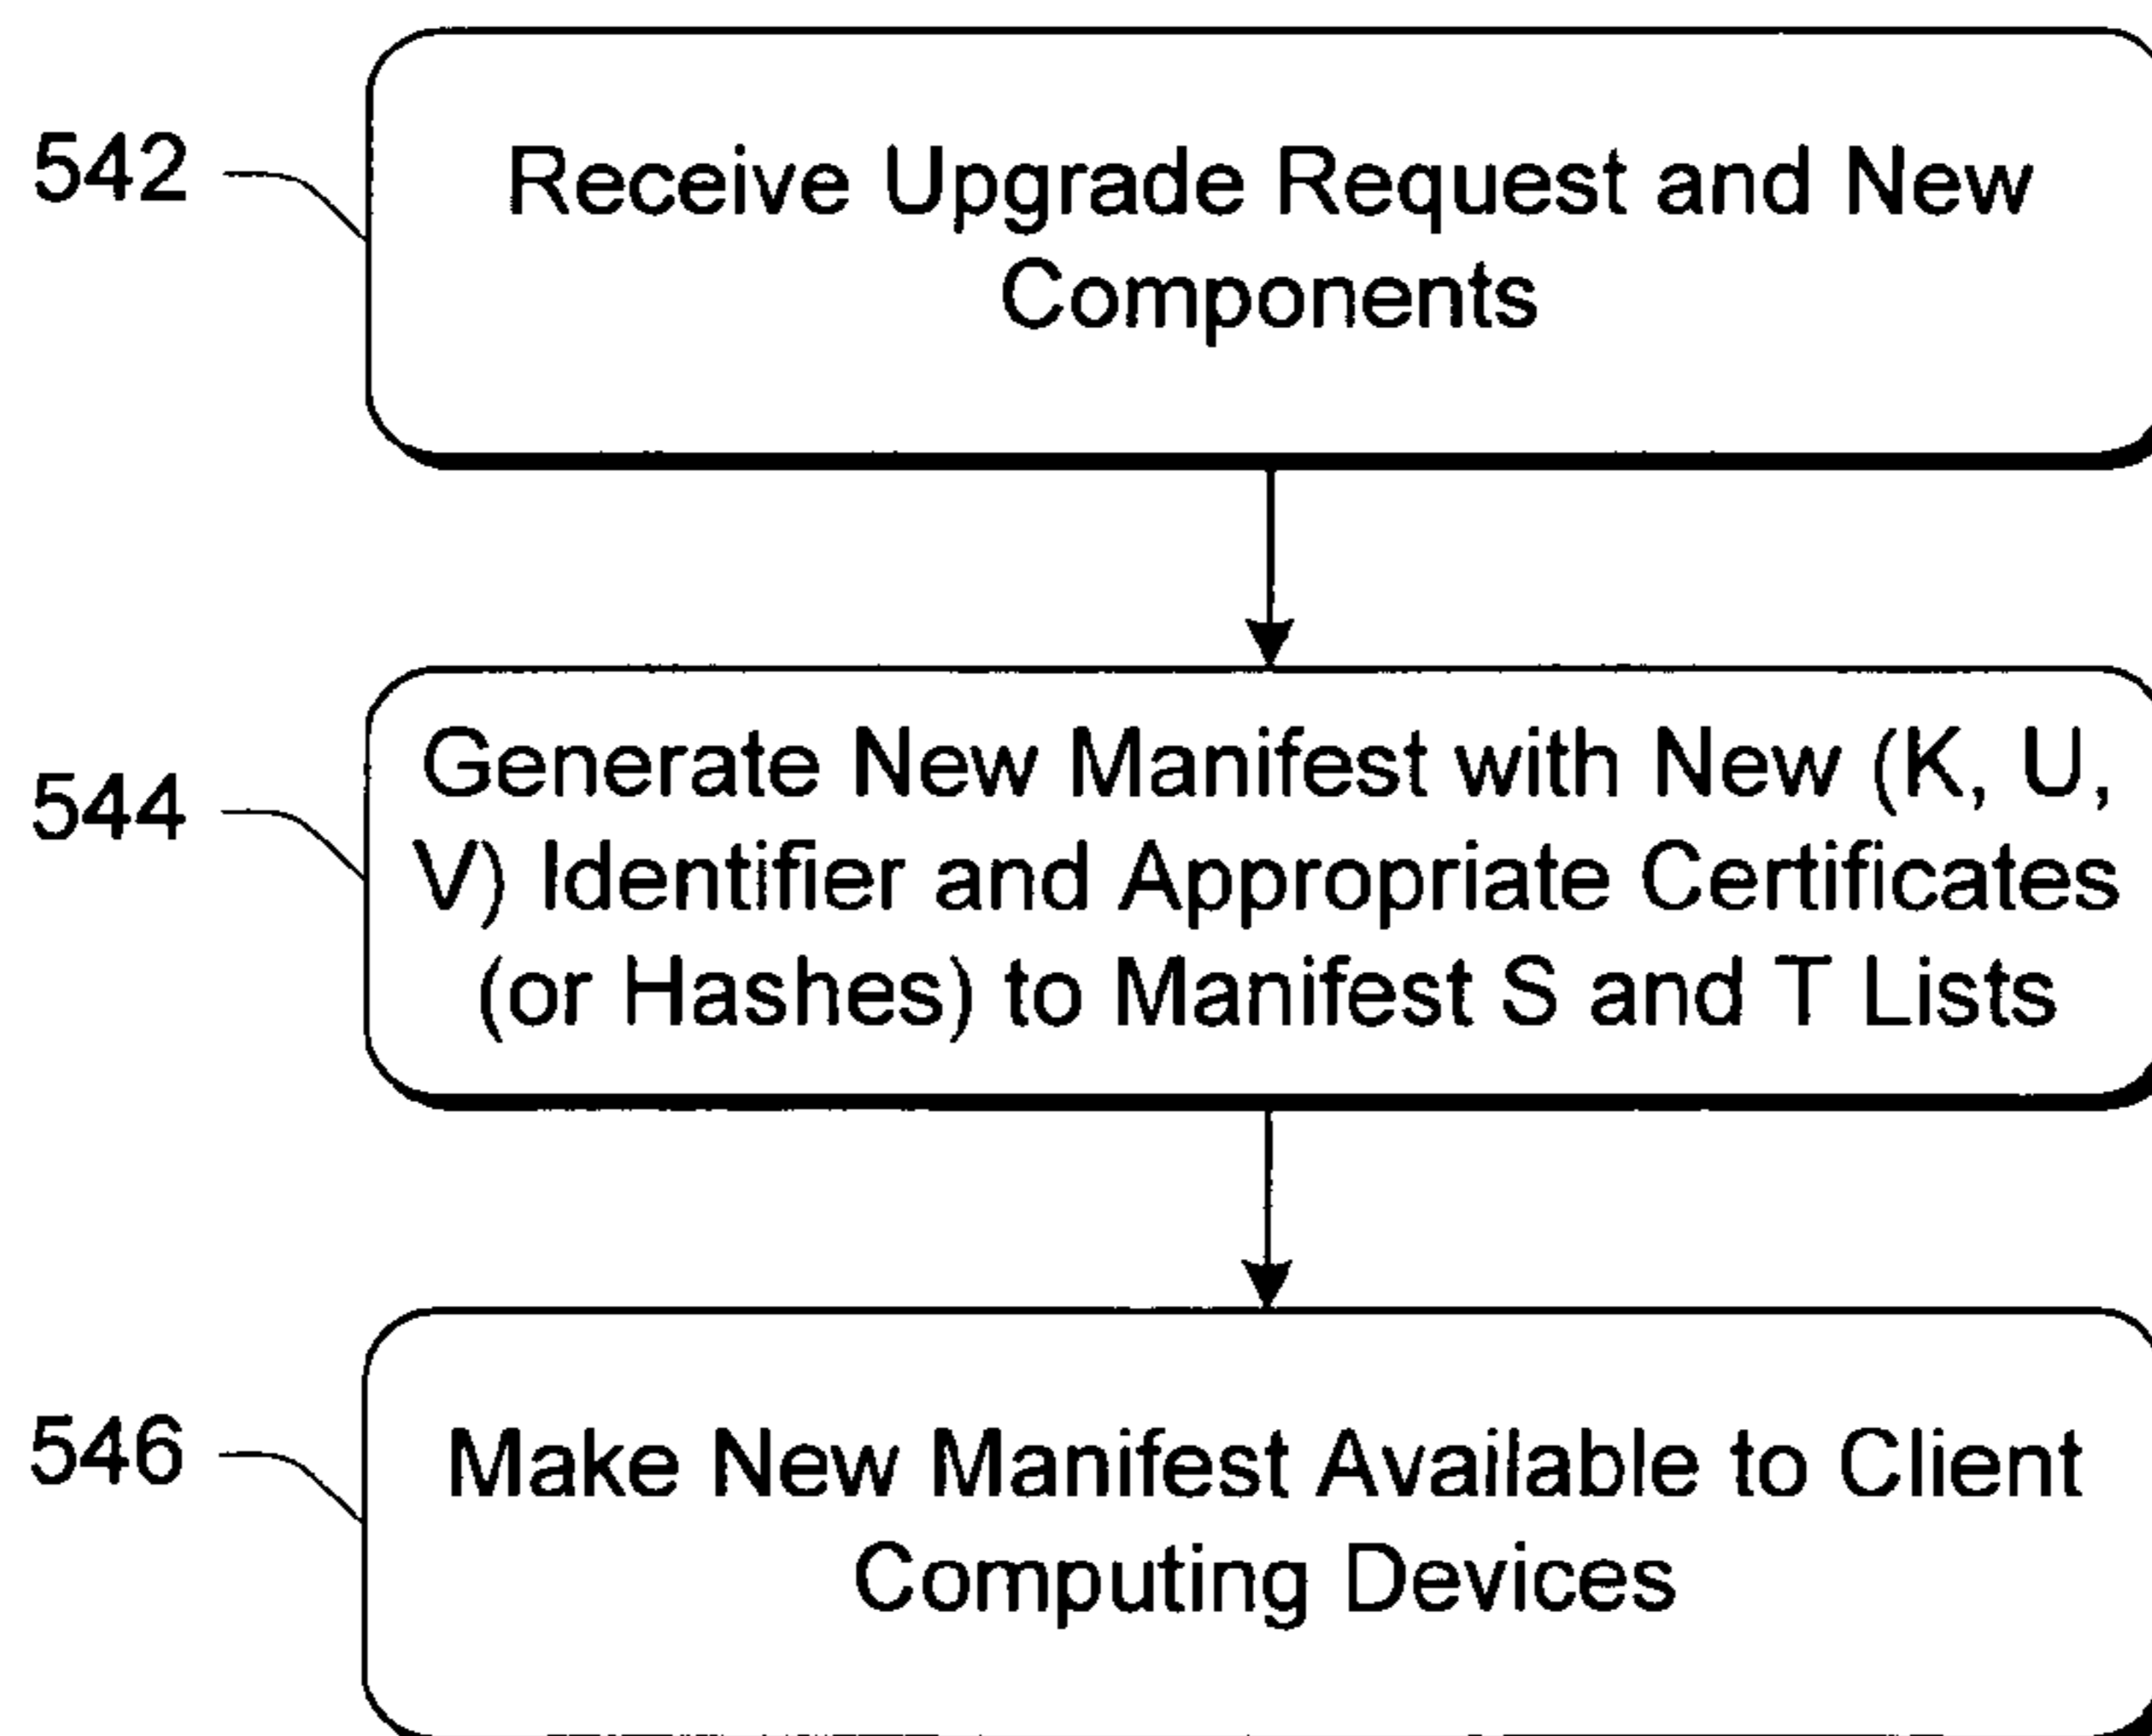 542
Receive Upgrade Request and New
Components
544
Generate New Manifest with New (K, U,
V) Identifier and Appropriate Certificates
(or Hashes) to Manifest S and T Lists
546
Make New Manifest Available to Client
Computing Devices